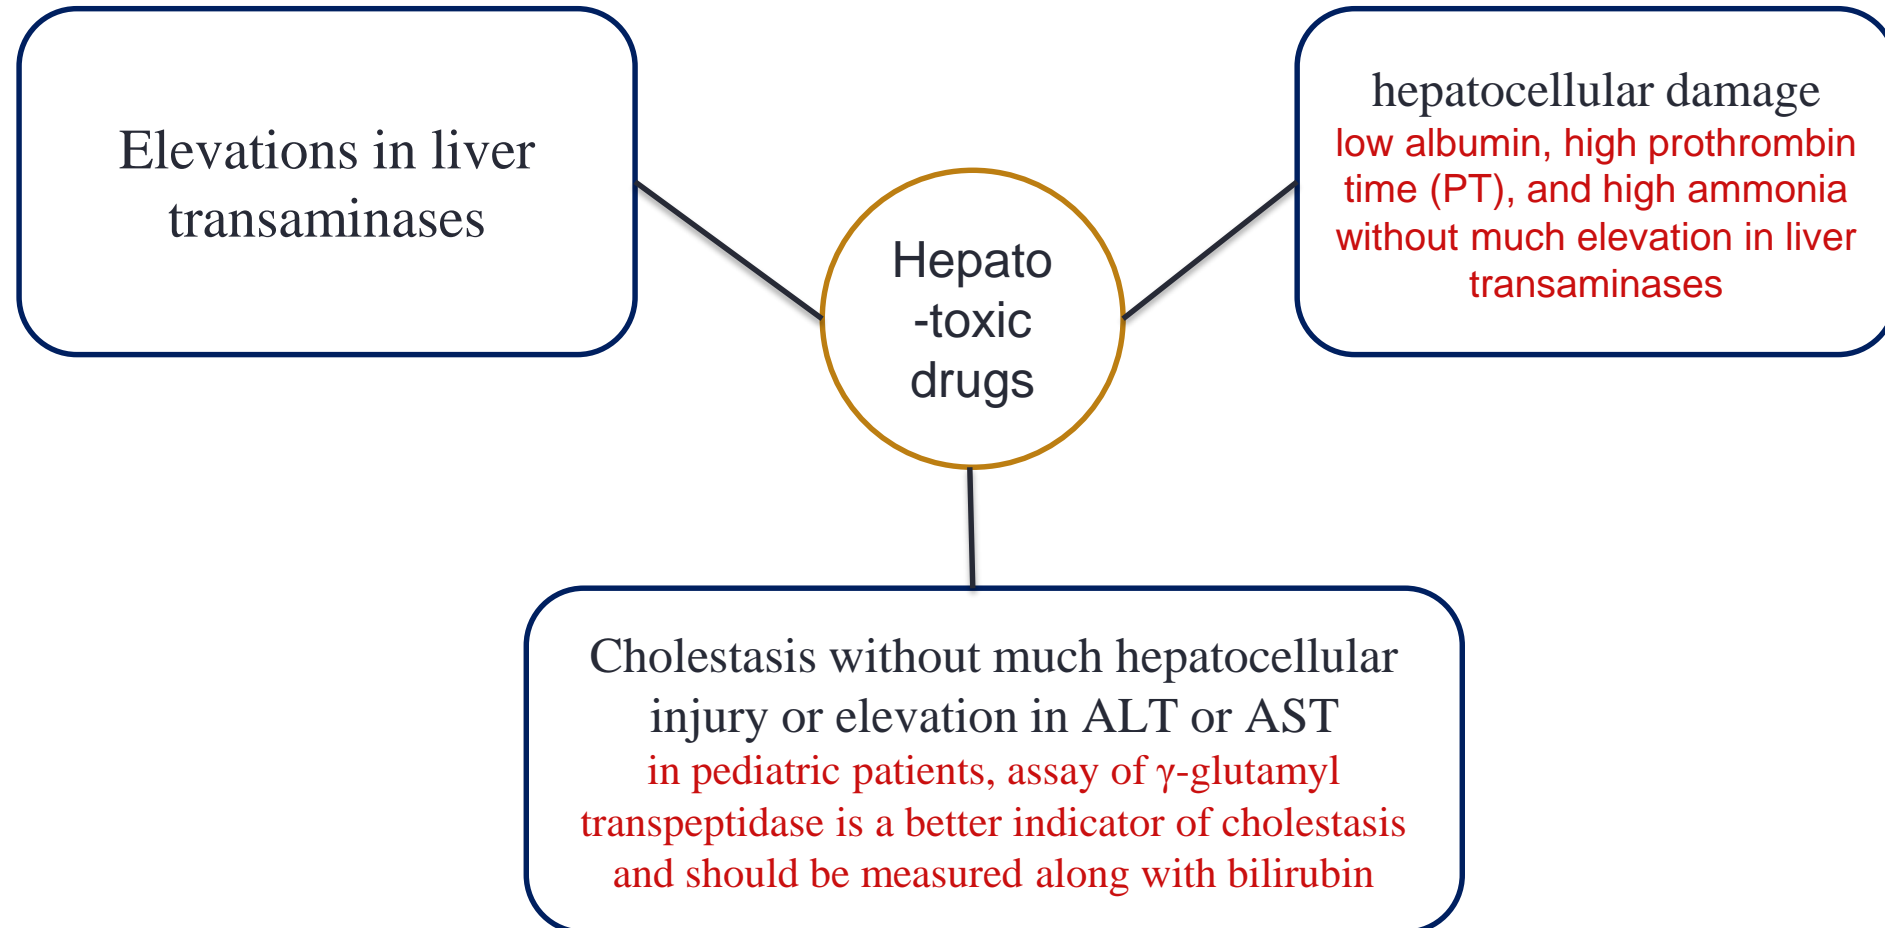 Elevations in liver
transaminases
hepatocellular damage
low albumin, high prothrombin
time (PT), and high ammonia
without much elevation in liver
transaminases
Hepato
-toxic
drugs
Cholestasis without much hepatocellular
injury or elevation in ALT or AST
in pediatric patients, assay of γ-glutamyl
transpeptidase is a better indicator of cholestasis
and should be measured along with bilirubin